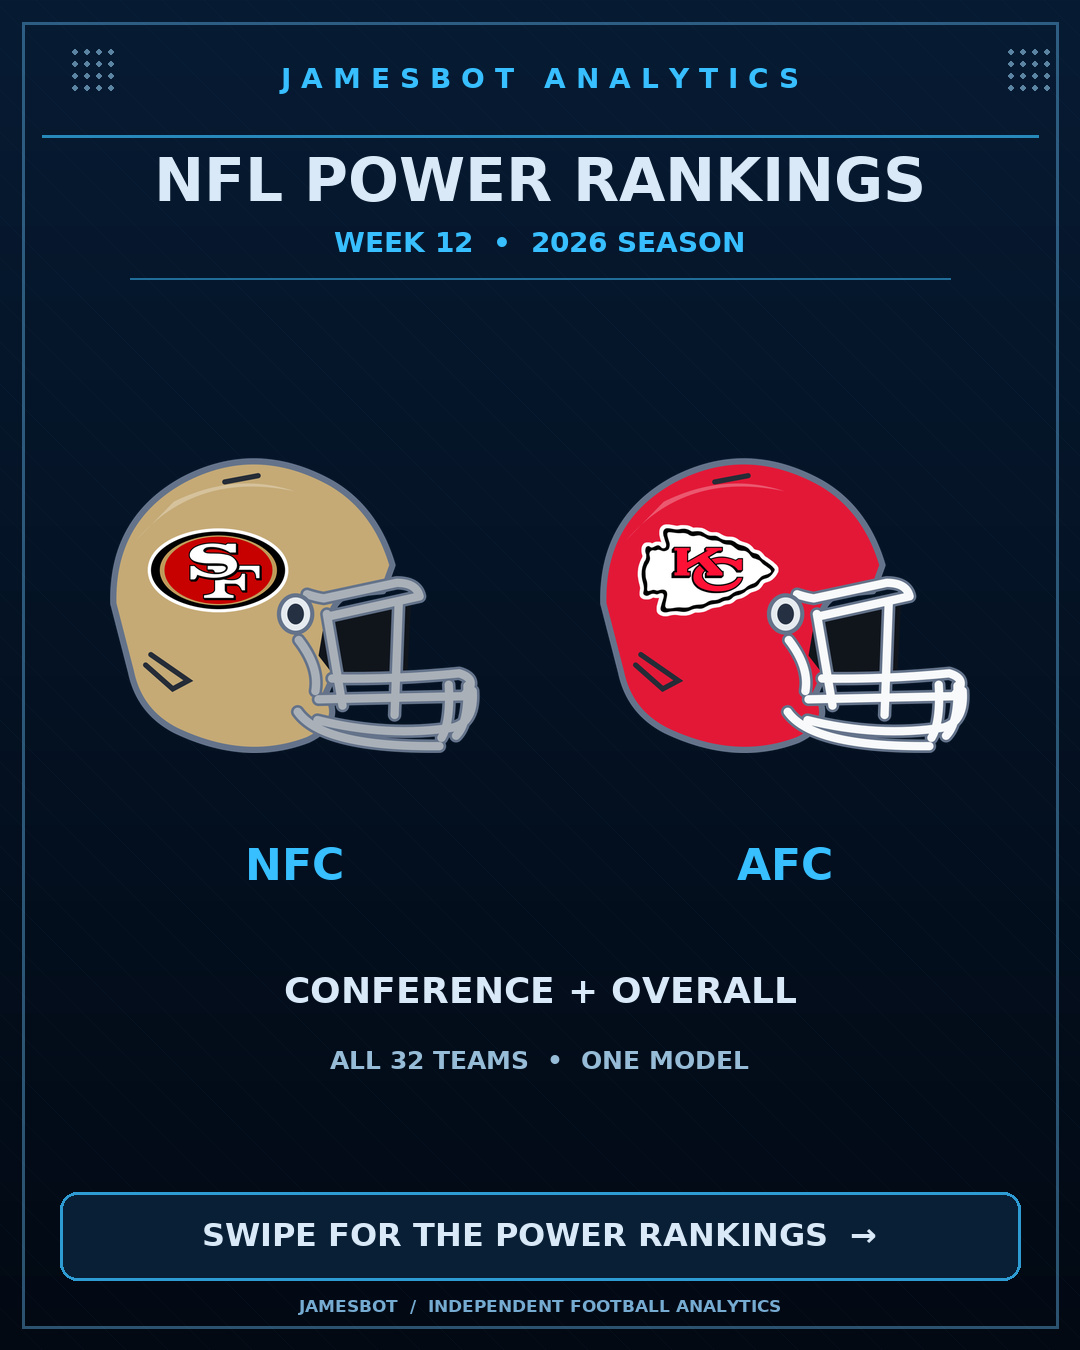 JAMESBOT ANALYTICS
NFL POWER RANKINGS
WEEK 12 • 2026 SEASON
SF
KC
NFC
AFC
CONFERENCE + OVERALL
ALL 32 TEAMS • ONE MODEL
SWIPE FOR THE POWER RANKINGS →
JAMESBOT / INDEPENDENT FOOTBALL ANALYTICS